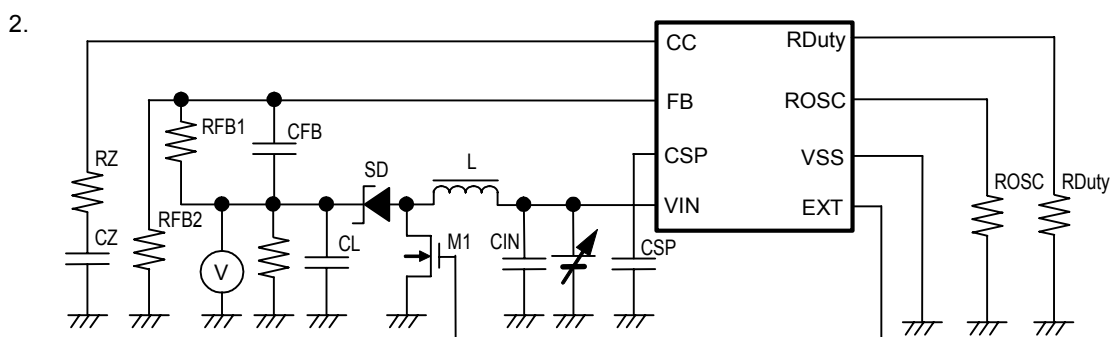 2.
CC
RDuty
FB
ROSC
CSP
VSS
VIN
EXT
RFB1
CFB
RZ
SD
L
ROSC
RDuty
RFB2
CZ
V
CL
M1
CIN
CSP